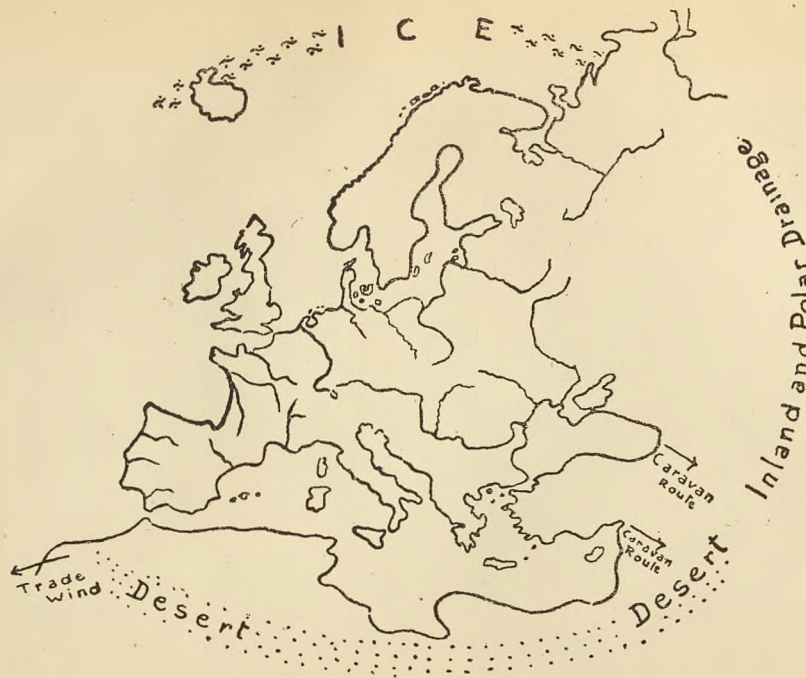 ICE
Inland and Polar Drainage
Caravan
Route
Caravan
Route
Trade
Wind
Desert
Desert